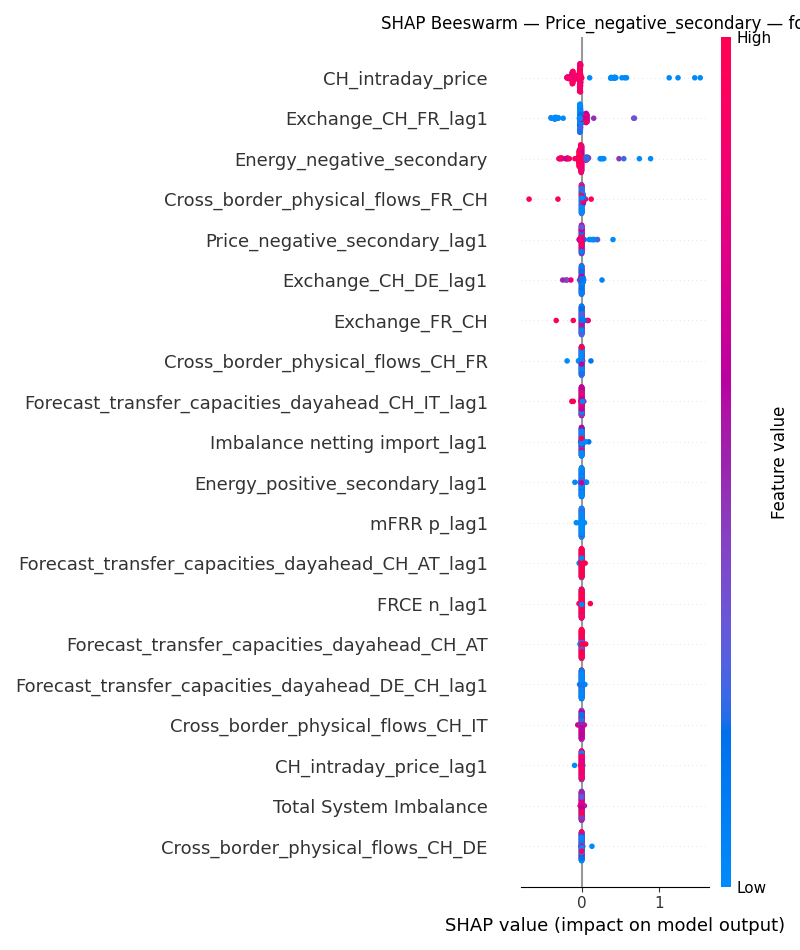 SHAP Beeswarm — Price_negative_secondary — fo
High
CH_intraday_price
Exchange_CH_FR_lag1
Energy_negative_secondary
Cross_border_physical_flows_FR_CH
Price_negative_secondary_lag1
Exchange_CH_DE_lag1
Exchange_FR_CH
Cross_border_physical_flows_CH_FR
Forecast_transfer_capacities_dayahead_CH_IT_lag1
Imbalance netting import_lag1
Energy_positive_secondary_lag1
mFRR p_lag1
Forecast_transfer_capacities_dayahead_CH_AT_lag1
FRCE n_lag1
Forecast_transfer_capacities_dayahead_CH_AT
Forecast_transfer_capacities_dayahead_DE_CH_lag1
Cross_border_physical_flows_CH_IT
CH_intraday_price_lag1
Total System Imbalance
Cross_border_physical_flows_CH_DE
Feature value
Low
0 1
SHAP value (impact on model output)